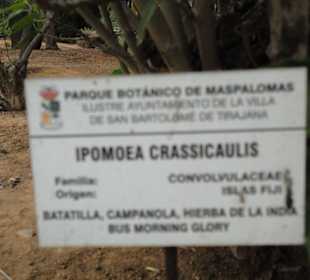 PARQUE BOTÁNICO DE MASPALOMAS
ILUSTRE AYUNTAMIENTO DE LA VILLA
DE SAN BARTOLOMÉ DE TIRAJANA
IPOMOEA CRASSICAULIS
Familia: CONVOLVULACEAE
Origen: ISLAS FIJI
BATATILLA, CAMPANOLA, HIERBA DE LA INDIA
BUS MORNING GLORY